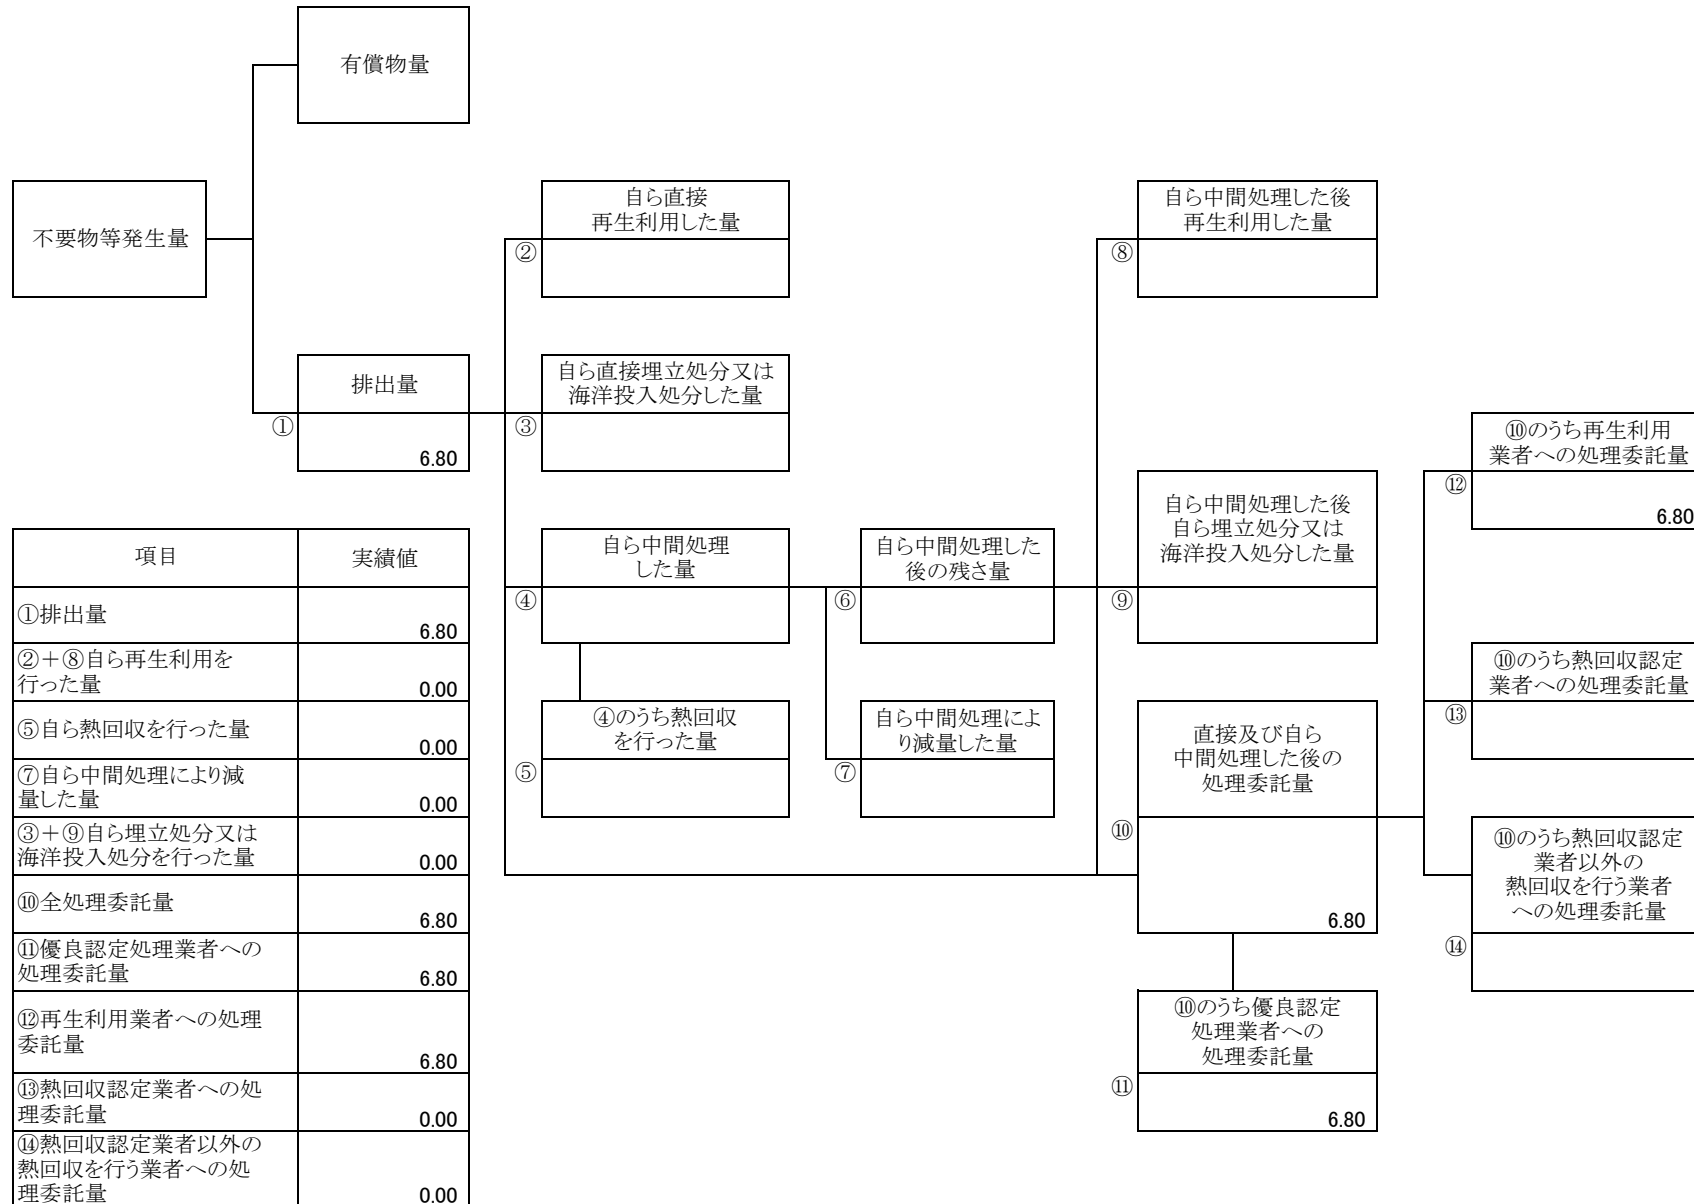 有償物量
不要物等発生量
自ら直接
再生利用した量
②
自ら中間処理した後
再生利用した量
⑧
排出量
①
6.80
自ら直接埋立処分又は
海洋投入処分した量
③
⑩のうち再生利用
業者への処理委託量
⑫
6.80
自ら中間処理
した量
④
自ら中間処理した
後の残さ量
⑥
自ら中間処理した後
自ら埋立処分又は
海洋投入処分した量
⑨
⑩のうち熱回収認定
業者への処理委託量
⑬
④のうち熱回収
を行った量
⑤
自ら中間処理によ
り減量した量
⑦
直接及び自ら
中間処理した後の
処理委託量
⑩
6.80
⑩のうち熱回収認定
業者以外の
熱回収を行う業者
への処理委託量
⑭
⑩のうち優良認定
処理業者への
処理委託量
⑪
6.80
項目
実績値
①排出量
6.80
②＋⑧自ら再生利用を
行った量
0.00
⑤自ら熱回収を行った量
0.00
⑦自ら中間処理により減
量した量
0.00
③＋⑨自ら埋立処分又は
海洋投入処分を行った量
0.00
⑩全処理委託量
6.80
⑪優良認定処理業者への
処理委託量
6.80
⑫再生利用業者への処理
委託量
6.80
⑬熱回収認定業者への処
理委託量
0.00
⑭熱回収認定業者以外の
熱回収を行う業者への処
理委託量
0.00